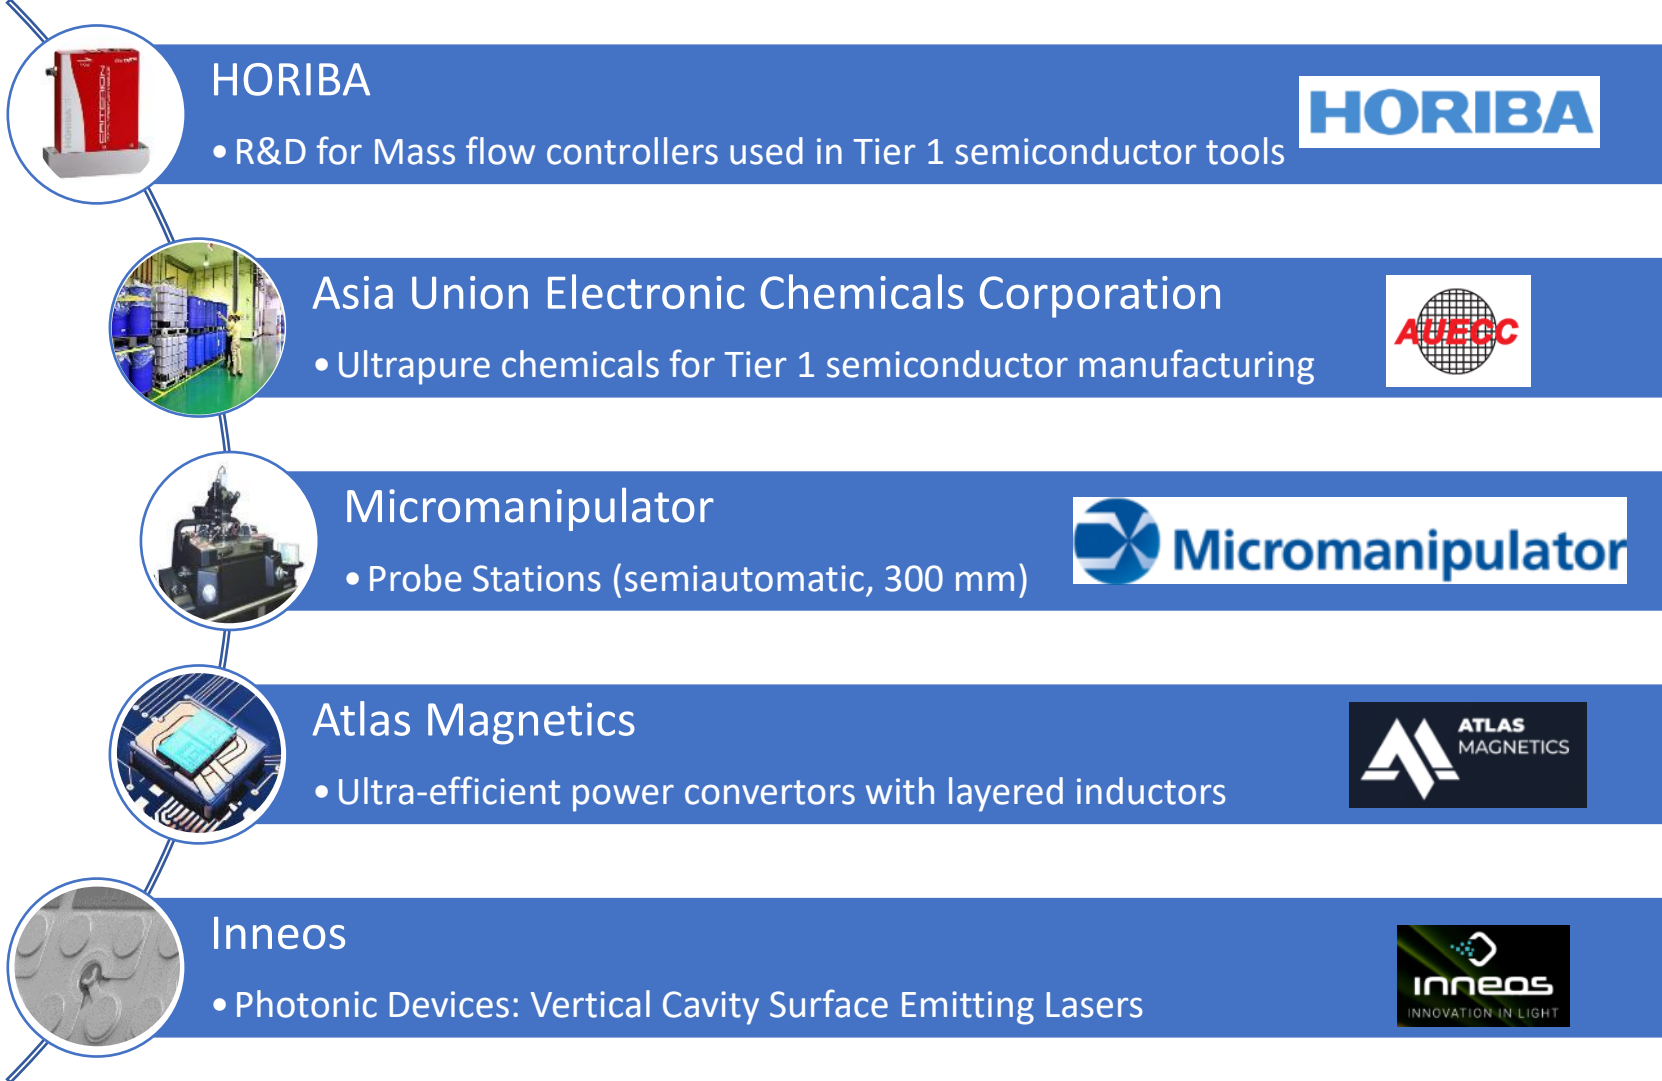 HORIBA
• R&D for Mass flow controllers used in Tier 1 semiconductor tools
HORIBA
HORIBA
CRITERION
Asia Union Electronic Chemicals Corporation
• Ultrapure chemicals for Tier 1 semiconductor manufacturing
AUECC
Micromanipulator
• Probe Stations (semiautomatic, 300 mm)
Micromanipulator
Atlas Magnetics
• Ultra-efficient power convertors with layered inductors
ATLAS
MAGNETICS
Inneos
• Photonic Devices: Vertical Cavity Surface Emitting Lasers
inneos
INNOVATION IN LIGHT